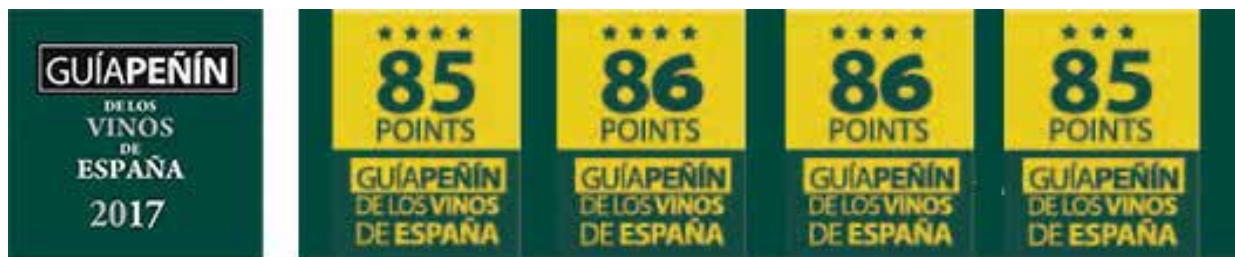 GUÍAPEÑÍN
DE LOS
VINOS
DE
ESPAÑA
2017
★★★★
85
POINTS
GUÍAPEÑÍN
DE LOS VINOS
DE ESPAÑA
★★★★
86
POINTS
GUÍAPEÑÍN
DE LOS VINOS
DE ESPAÑA
★★★★
86
POINTS
GUÍAPEÑÍN
DE LOS VINOS
DE ESPAÑA
★★★
85
POINTS
GUÍAPEÑÍN
DE LOS VINOS
DE ESPAÑA